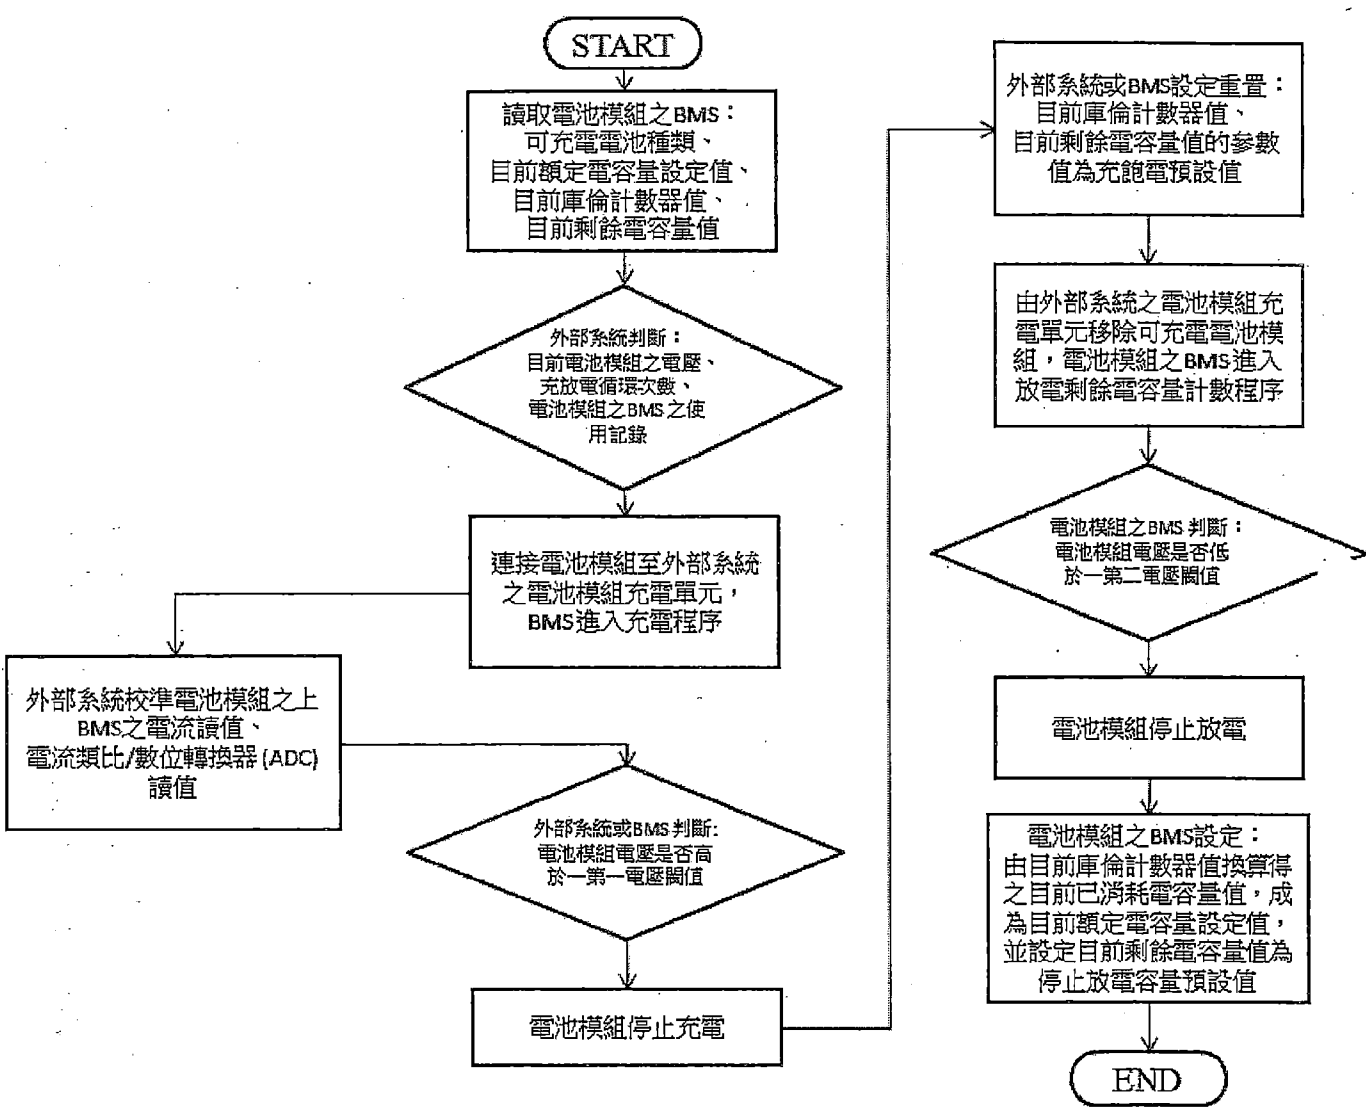 START
讀取電池模組之BMS：
可充電電池種類、
目前額定電容量設定值、
目前庫倫計數器值、
目前剩餘電容量值
外部系統判斷：
目前電池模組之電壓、
充放電循環次數、
電池模組之BMS之使
用記錄
連接電池模組至外部系統
之電池模組充電單元，
BMS進入充電程序
外部系統校準電池模組之上
BMS之電流讀值、
電流類比/數位轉換器(ADC)
讀值
外部系統或BMS判斷:
電池模組電壓是否高
於一第一電壓閥值
電池模組停止充電
外部系統或BMS設定重置：
目前庫倫計數器值、
目前剩餘電容量值的參數
值為充飽電預設值
由外部系統之電池模組充
電單元移除可充電電池模
組，電池模組之BMS進入
放電剩餘電容量計數程序
電池模組之BMS判斷：
電池模組電壓是否低
於一第二電壓閥值
電池模組停止放電
電池模組之BMS設定：
由目前庫倫計數器值換算得
之目前已消耗電容量值，成
為目前額定電容量設定值，
並設定目前剩餘電容量值為
停止放電容量預設值
END